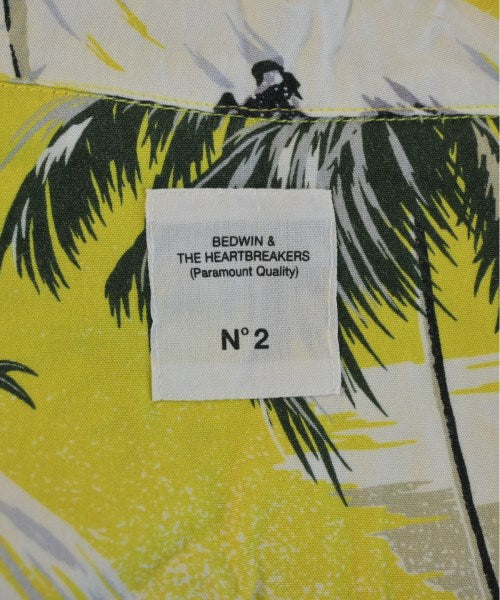 BEDWIN &
THE HEARTBREAKERS
(Paramount Quality)
N° 2